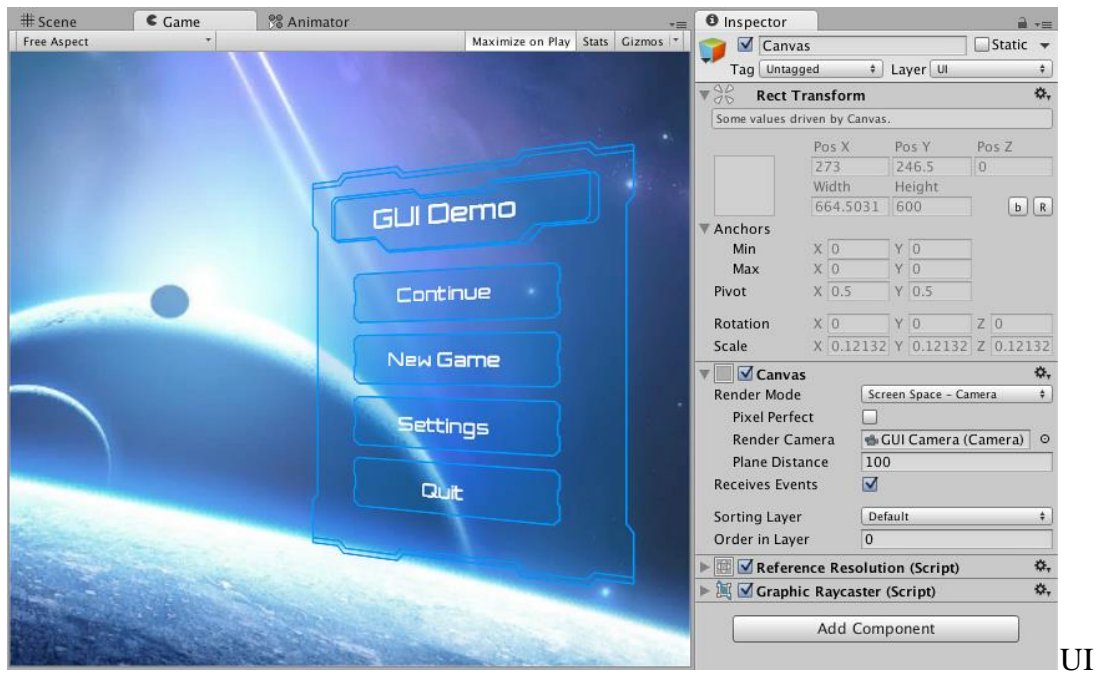 Scene Game Animator
Free Aspect Maximize on Play Stats Gizmos
GUI Demo
Continue
New Game
Settings
Quit
Inspector
Canvas Static
Tag Untagged Layer UI
Rect Transform
Some values driven by Canvas.
Pos X Pos Y Pos Z
273 246.5 0
Width Height
664.5031 600 b R
Anchors
Min X 0 Y 0
Max X 0 Y 0
Pivot X 0.5 Y 0.5
Rotation X 0 Y 0 Z 0
Scale X 0.12132 Y 0.12132 Z 0.12132
Canvas
Render Mode Screen Space – Camera
Pixel Perfect
Render Camera GUI Camera (Camera)
Plane Distance 100
Receives Events
Sorting Layer Default
Order in Layer 0
Reference Resolution (Script)
Graphic Raycaster (Script)
Add Component
UI